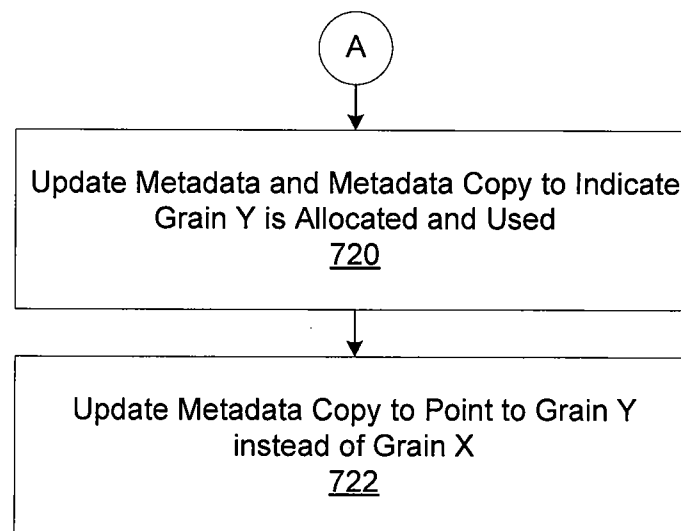 A
Update Metadata and Metadata Copy to Indicate
Grain Y is Allocated and Used
720
Update Metadata Copy to Point to Grain Y
instead of Grain X
722